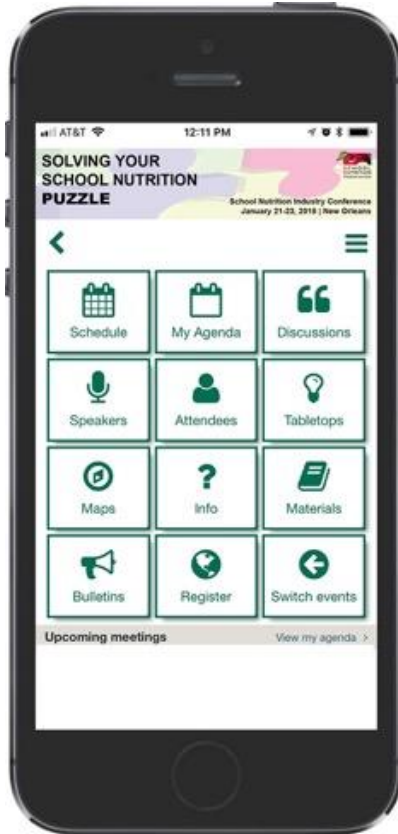 AT&T 12:11 PM
SOLVING YOUR
SCHOOL NUTRITION
PUZZLE
School Nutrition Industry Conference
January 21-23, 2018 | New Orleans
Schedule My Agenda Discussions
Speakers Attendees Tabletops
Maps Info Materials
Bulletins Register Switch events
Upcoming meetings View my agenda >